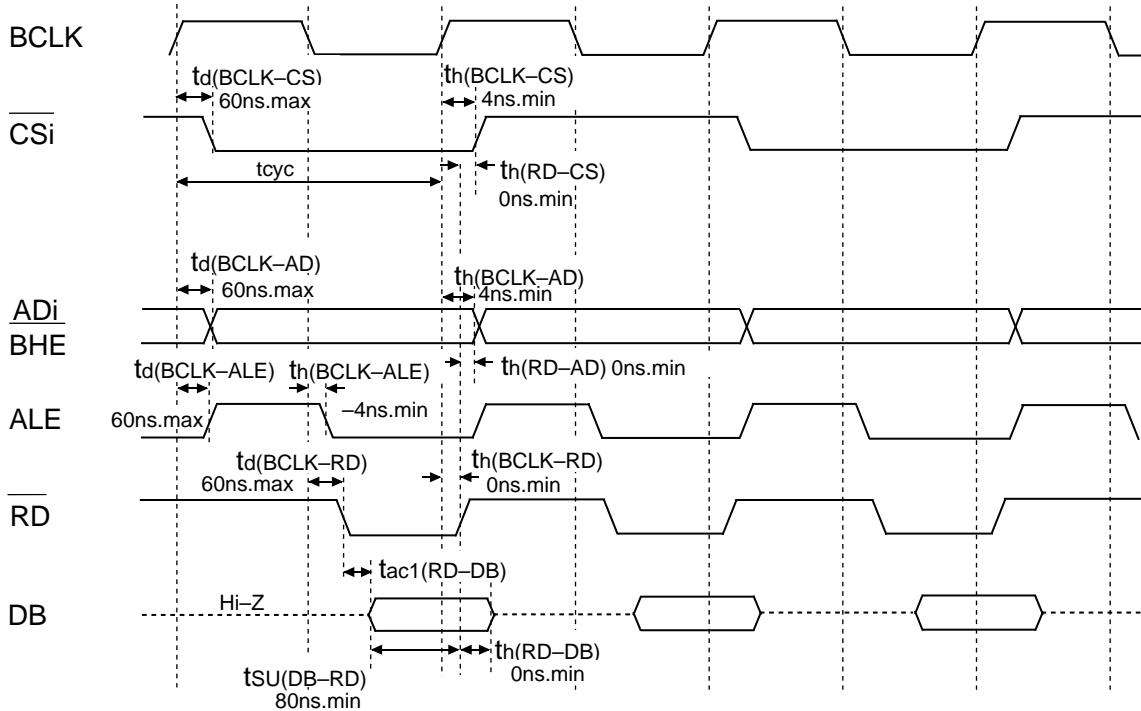 BCLK
td(BCLK–CS)
60ns.max
th(BCLK–CS)
4ns.min
CSi
tcyc
th(RD–CS)
0ns.min
td(BCLK–AD)
60ns.max
th(BCLK–AD)
4ns.min
ADi
BHE
th(RD–AD) 0ns.min
td(BCLK–ALE)
th(BCLK–ALE)
ALE
60ns.max
–4ns.min
td(BCLK–RD)
60ns.max
th(BCLK–RD)
0ns.min
RD
tac1(RD–DB)
Hi–Z
DB
tSU(DB–RD)
80ns.min
th(RD–DB)
0ns.min